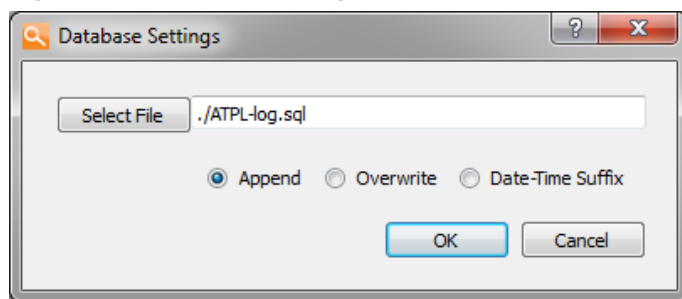 Database Settings
? X
Select File ./ATPL-log.sql
Append Overwrite Date-Time Suffix
OK Cancel